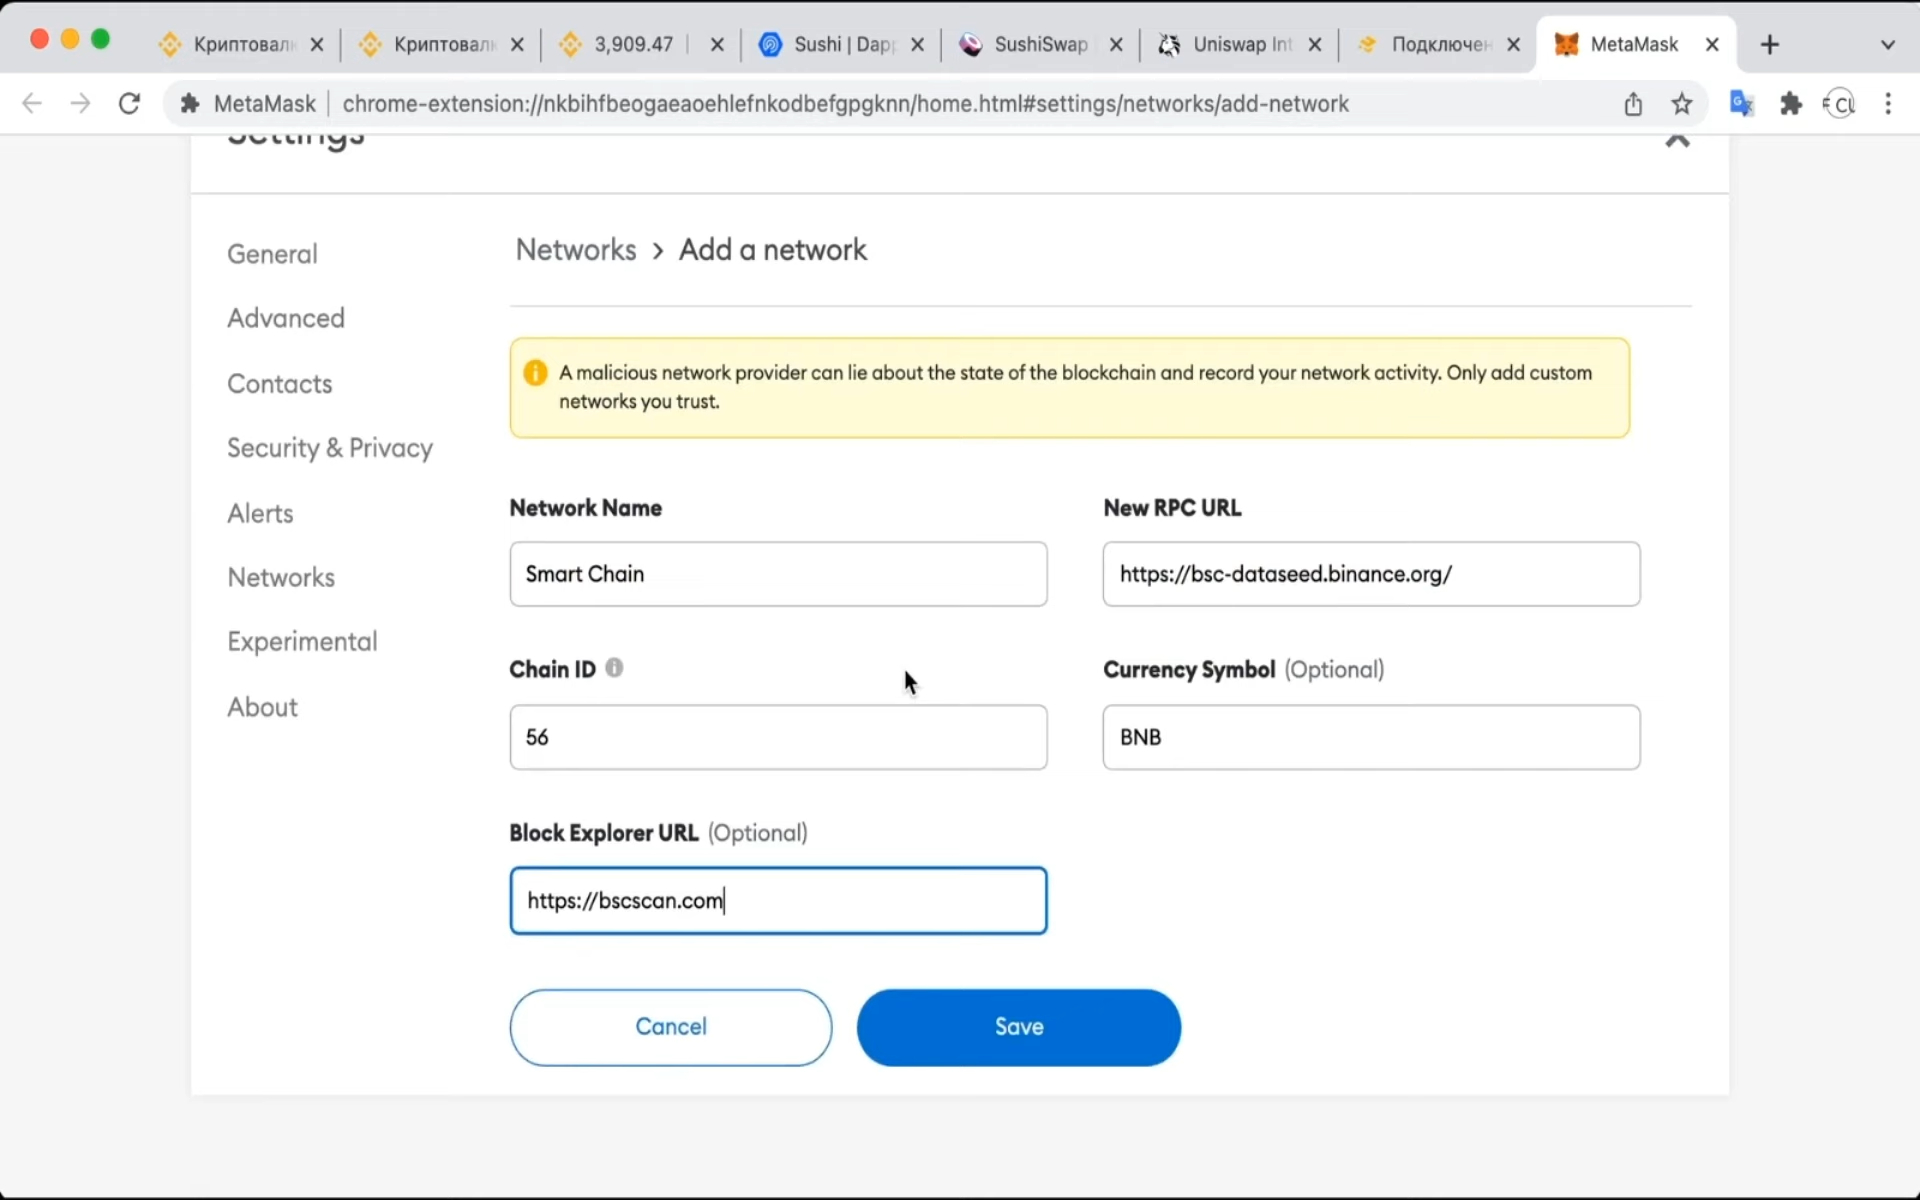 Криптовал
Криптовал
3,909.47
Sushi | Dap
SushiSwap
Uniswap Int
Подключен
MetaMask
MetaMask | chrome-extension://nkbihfbeogaeaoehlefnkodbefgpgknn/home.html#settings/networks/add-network
Settings
General
Advanced
Contacts
Security & Privacy
Alerts
Networks
Experimental
About
Networks > Add a network
A malicious network provider can lie about the state of the blockchain and record your network activity. Only add custom
networks you trust.
Network Name
Smart Chain
New RPC URL
https://bsc-dataseed.binance.org/
Chain ID
56
Currency Symbol (Optional)
BNB
Block Explorer URL (Optional)
https://bscscan.com
Cancel
Save